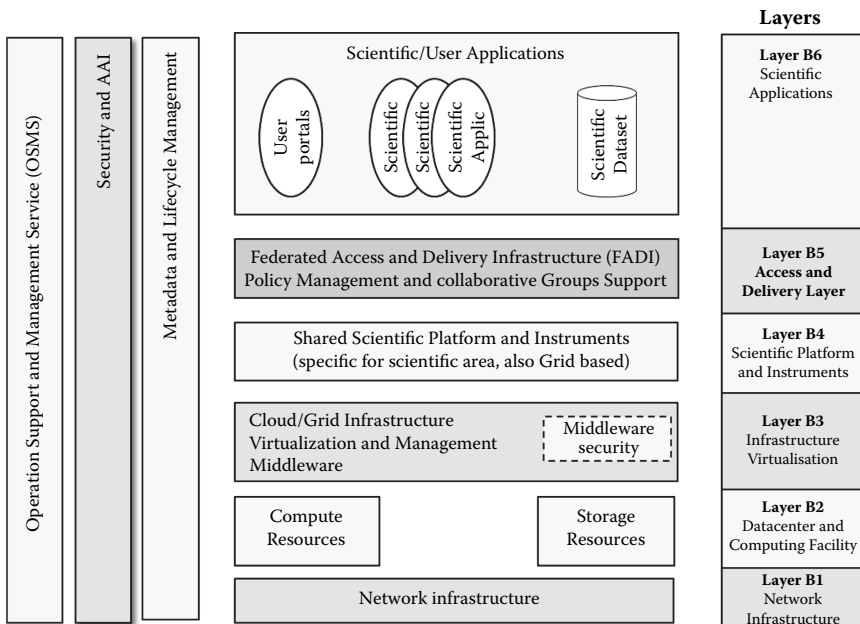 Layers
Operation Support and Management Service (OSMS)
Security and AAI
Metadata and Lifecycle Management
Scientific/User Applications
User
portals
Scientific
Scientific
Scientific
Applic
Scientific
Dataset
Layer B6
Scientific
Applications
Federated Access and Delivery Infrastructure (FADI)
Policy Management and collaborative Groups Support
Layer B5
Access and
Delivery Layer
Shared Scientific Platform and Instruments
(specific for scientific area, also Grid based)
Layer B4
Scientific Platform
and Instruments
Cloud/Grid Infrastructure
Virtualization and Management
Middleware
Middleware
security
Layer B3
Infrastructure
Virtualisation
Compute
Resources
Storage
Resources
Layer B2
Datacenter and
Computing Facility
Network infrastructure
Layer B1
Network
Infrastructure